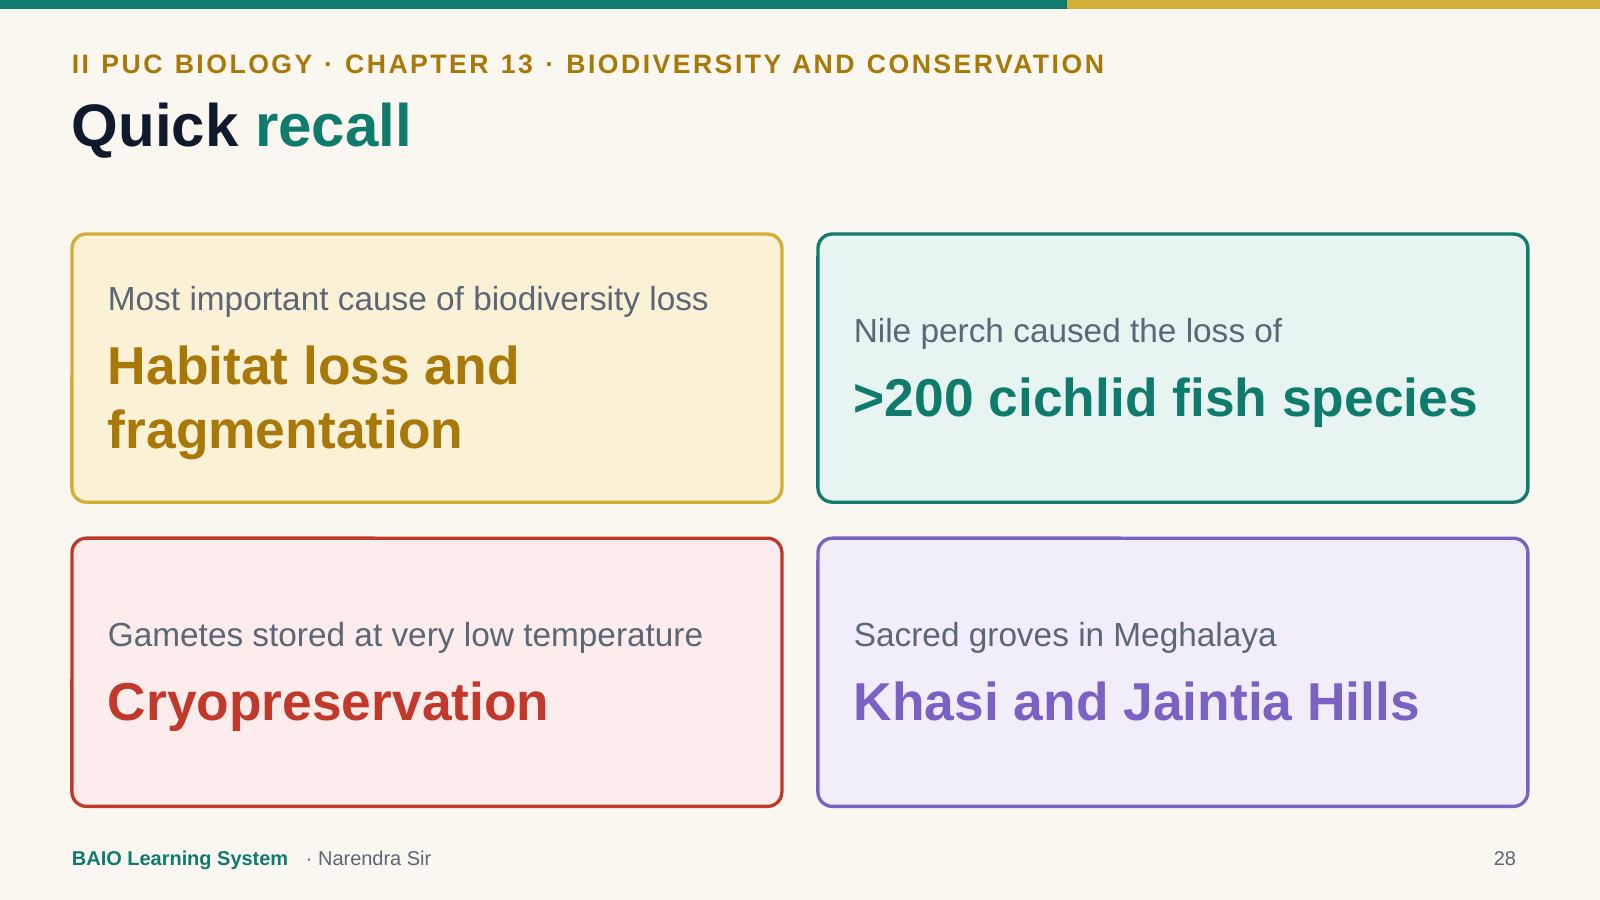 II PUC BIOLOGY · CHAPTER 13 · BIODIVERSITY AND CONSERVATION
Quick recall
Most important cause of biodiversity loss
Habitat loss and
fragmentation
Nile perch caused the loss of
>200 cichlid fish species
Gametes stored at very low temperature
Cryopreservation
Sacred groves in Meghalaya
Khasi and Jaintia Hills
BAIO Learning System · Narendra Sir
28